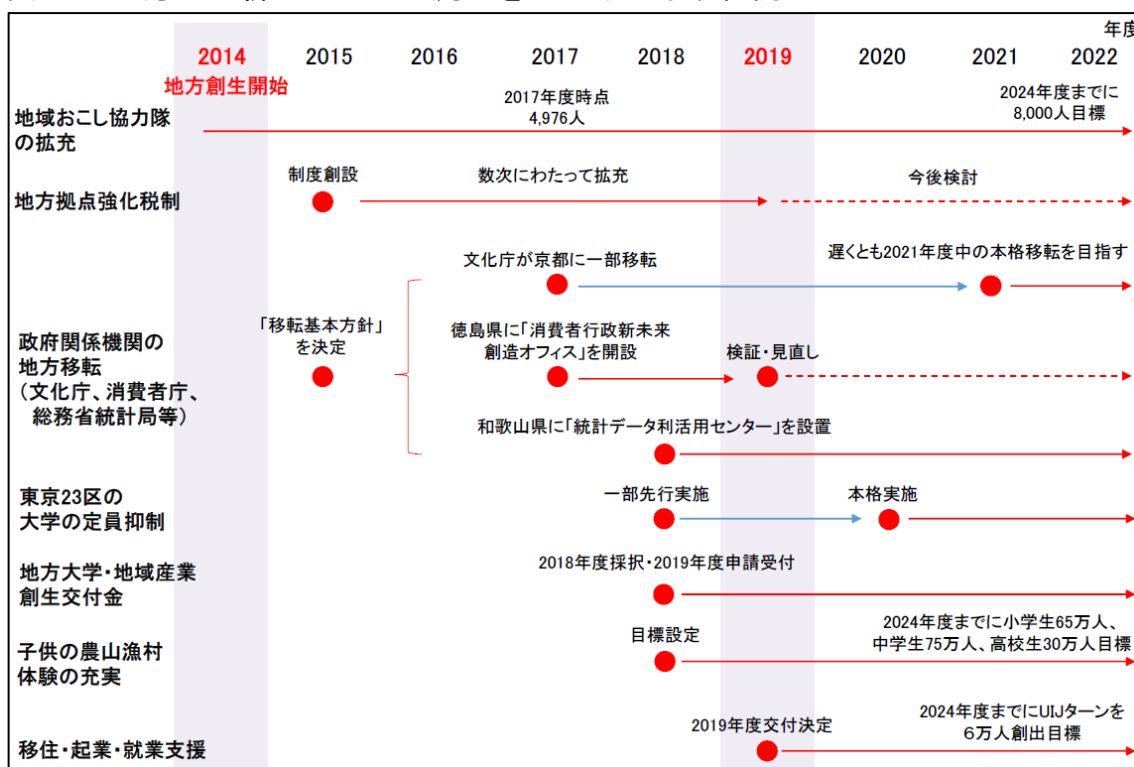 年度
2014 2015 2016 2017 2018 2019 2020 2021 2022
地方創生開始
地域おこし協力隊
の拡充
2017年度時点
4,976人
2024年度までに
8,000人目標
地方拠点強化税制
制度創設
数次にわたって拡充
今後検討
政府関係機関の
地方移転
(文化庁、消費者庁、
総務省統計局等)
「移転基本方針」
を決定
文化庁が京都に一部移転
遅くとも2021年度中の本格移転を目指す
徳島県に「消費者行政新未来
創造オフィス」を開設
検証・見直し
和歌山県に「統計データ利活用センター」を設置
東京23区の
大学の定員抑制
一部先行実施
本格実施
地方大学・地域産業
創生交付金
2018年度採択・2019年度申請受付
子供の農山漁村
体験の充実
目標設定
2024年度までに小学生65万人、
中学生75万人、高校生30万人目標
移住・起業・就業支援
2019年度交付決定
2024年度までにUIJターンを
6万人創出目標